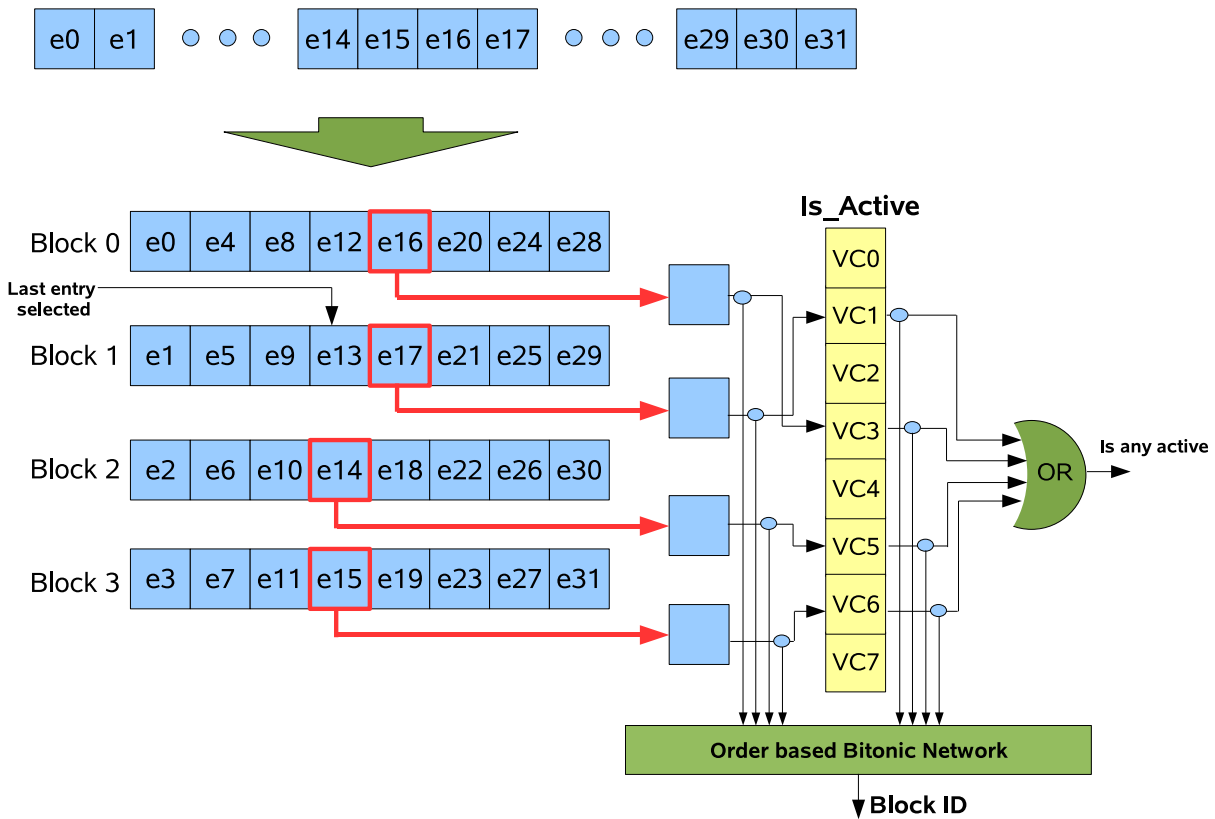 e0 e1 e14 e15 e16 e17 e29 e30 e31
Is_Active
Block 0 e0 e4 e8 e12 e16 e20 e24 e28
VC0
Last entry
selected
VC1
Block 1 e1 e5 e9 e13 e17 e21 e25 e29
VC2
VC3
Block 2 e2 e6 e10 e14 e18 e22 e26 e30
Is any active
OR
VC4
VC5
Block 3 e3 e7 e11 e15 e19 e23 e27 e31
VC6
VC7
Order based Bitonic Network
Block ID